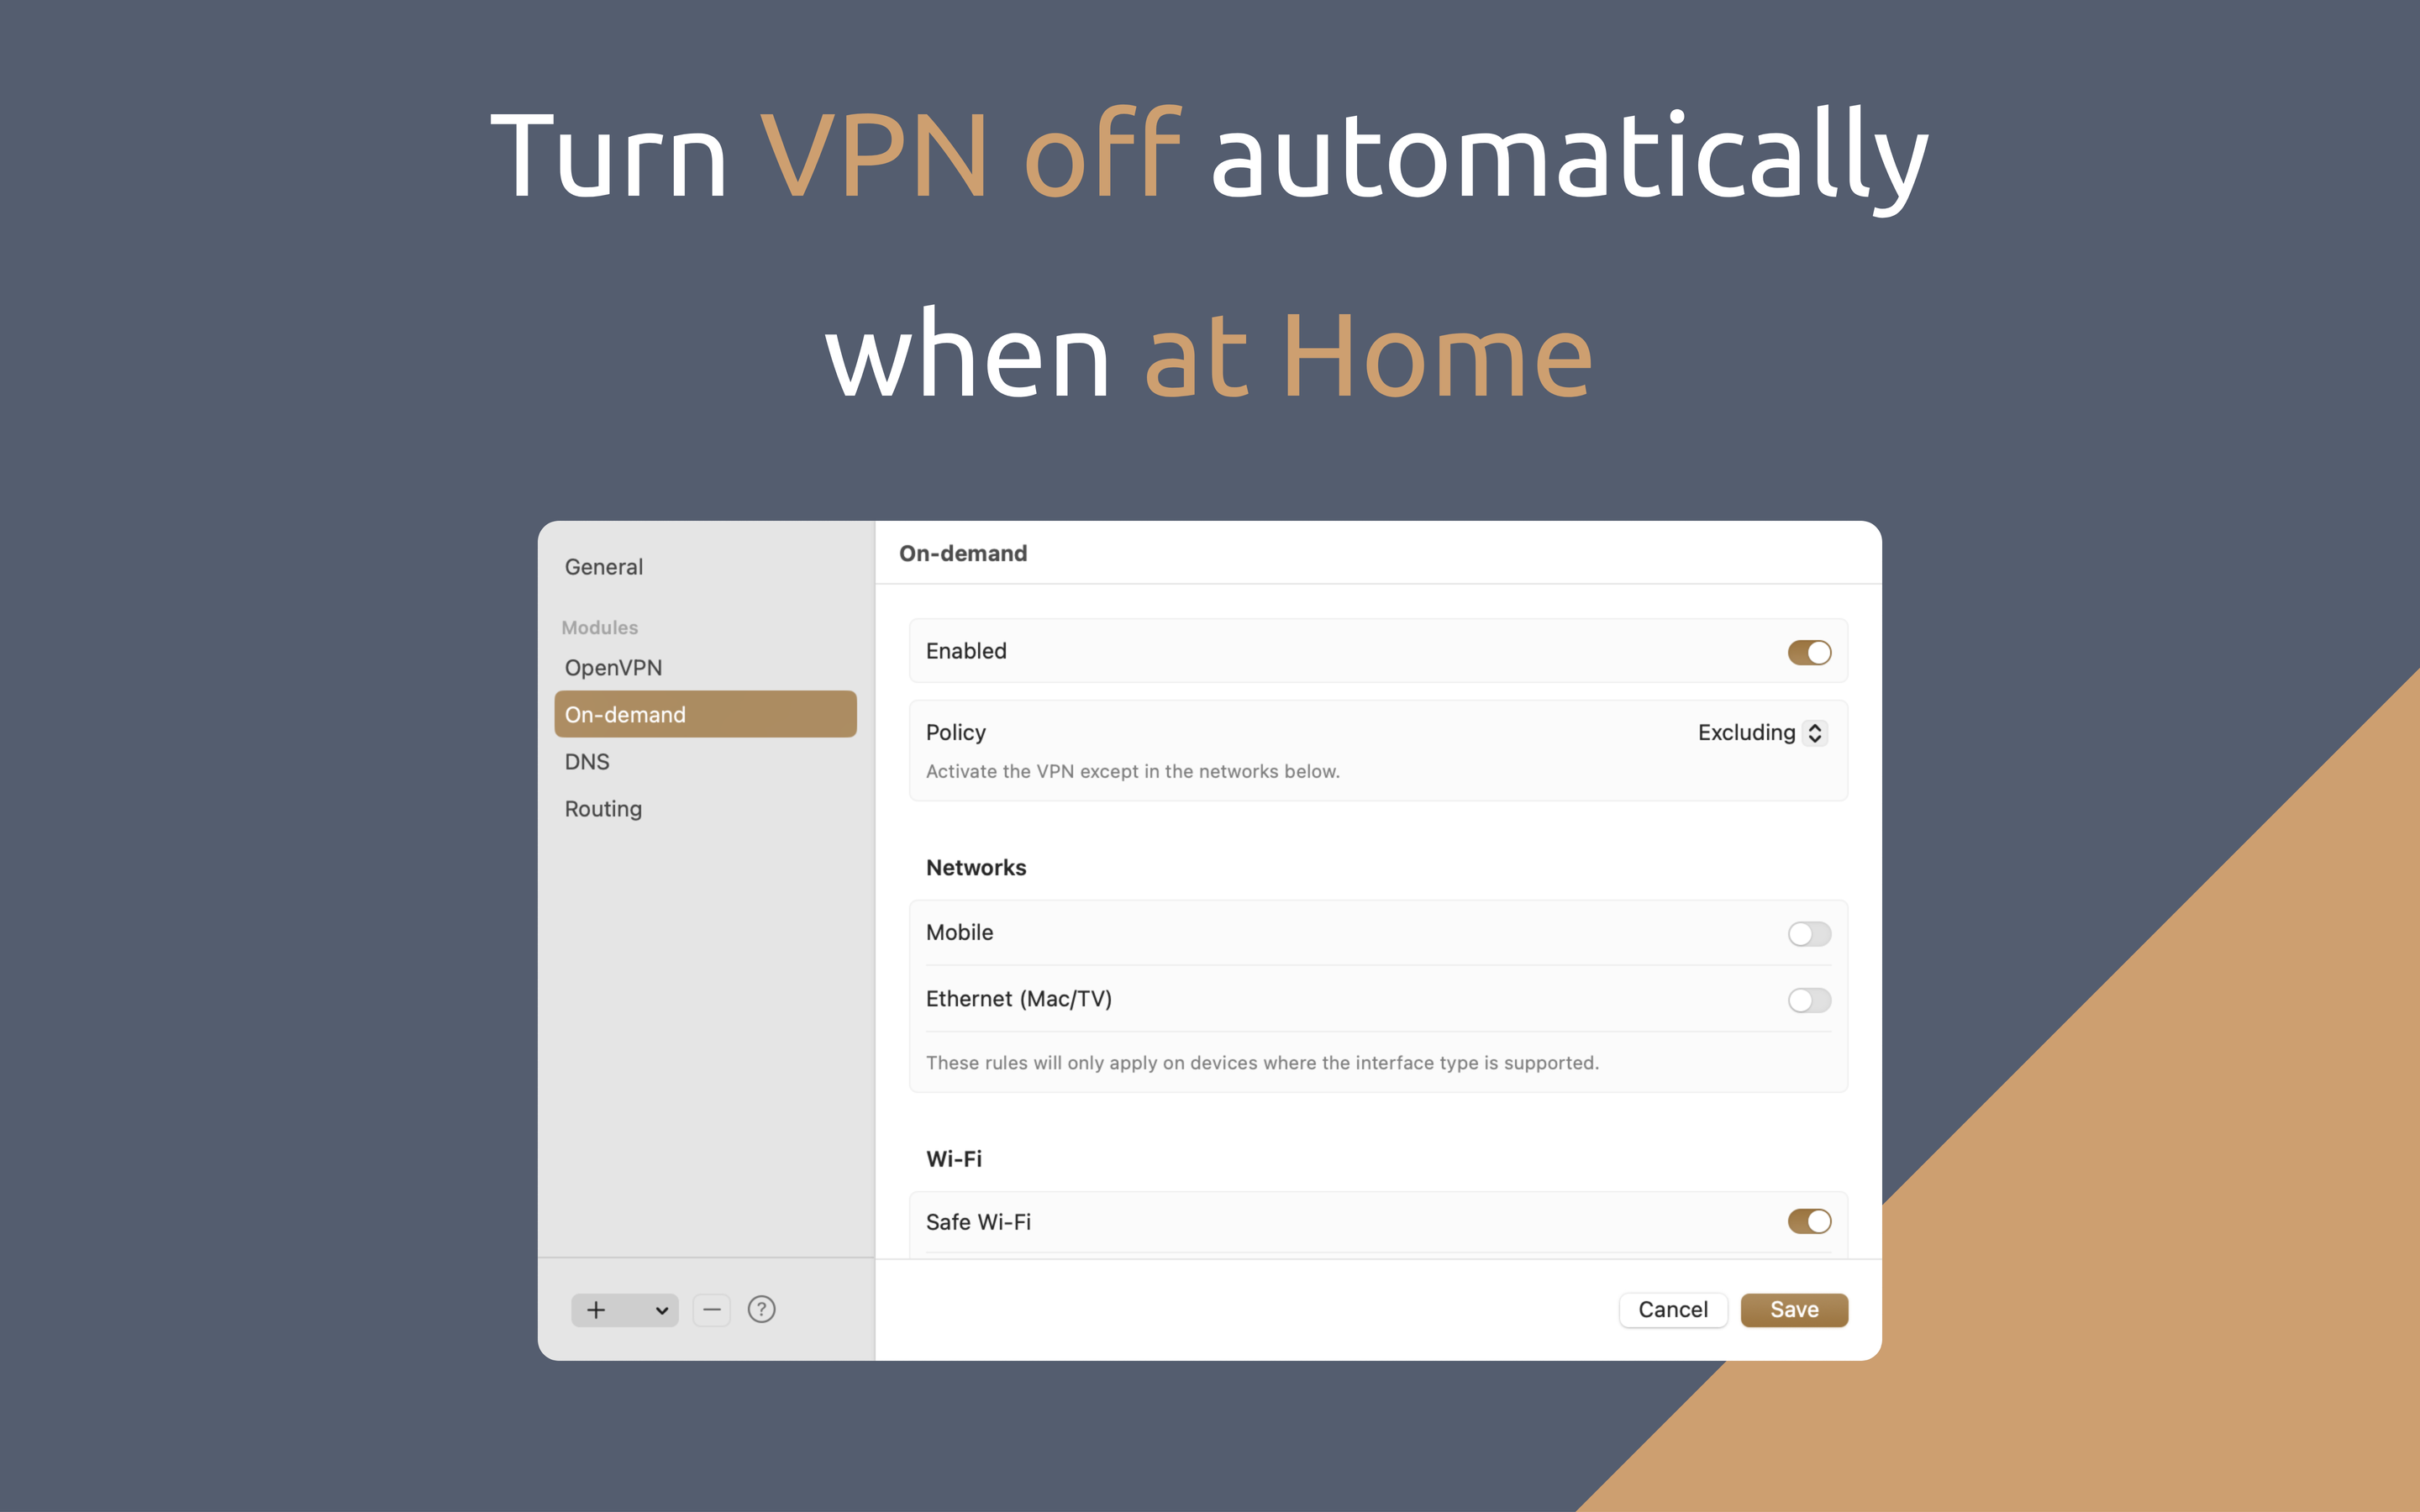 Turn VPN off automatically
when at Home
General
Modules
OpenVPN
On-demand
DNS
Routing
On-demand
Enabled
Policy
Excluding
Activate the VPN except in the networks below.
Networks
Mobile
Ethernet (Mac/TV)
These rules will only apply on devices where the interface type is supported.
Wi-Fi
Safe Wi-Fi
Cancel
Save